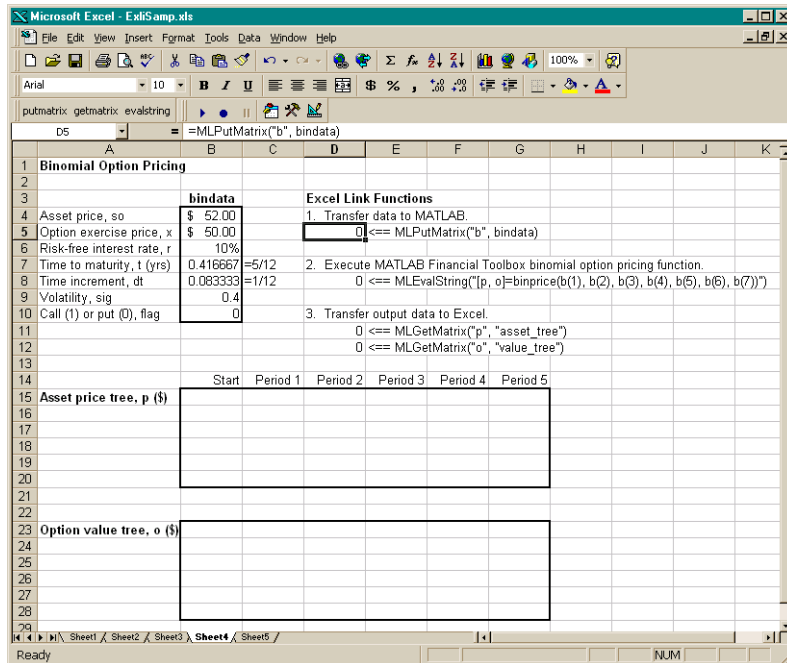 Microsoft Excel - ExliSamp.xls
File Edit View Insert Format Tools Data Window Help
100%
Arial 10 B I U $ % ,
putmatrix getmatrix evalstring
D5 = =MLPutMatrix("b", bindata)
A B C D E F G H I J K
1 Binomial Option Pricing
2
3 bindata Excel Link Functions
4 Asset price, so $ 52.00 1. Transfer data to MATLAB.
5 Option exercise price, x $ 50.00 0 <== MLPutMatrix("b", bindata)
6 Risk-free interest rate, r 10%
7 Time to maturity, t (yrs) 0.416667 =5/12 2. Execute MATLAB Financial Toolbox binomial option pricing function.
8 Time increment, dt 0.083333 =1/12 0 <== MLEvalString("[p, o]=binprice(b(1), b(2), b(3), b(4), b(5), b(6), b(7))")
9 Volatility, sig 0.4
10 Call (1) or put (0), flag 0 3. Transfer output data to Excel.
11 0 <== MLGetMatrix("p", "asset_tree")
12 0 <== MLGetMatrix("o", "value_tree")
13
14 Start Period 1 Period 2 Period 3 Period 4 Period 5
15 Asset price tree, p ($)
16
17
18
19
20
21
22
23 Option value tree, o ($)
24
25
26
27
28
29
Sheet1 Sheet2 Sheet3 Sheet4 Sheet5
Ready NUM